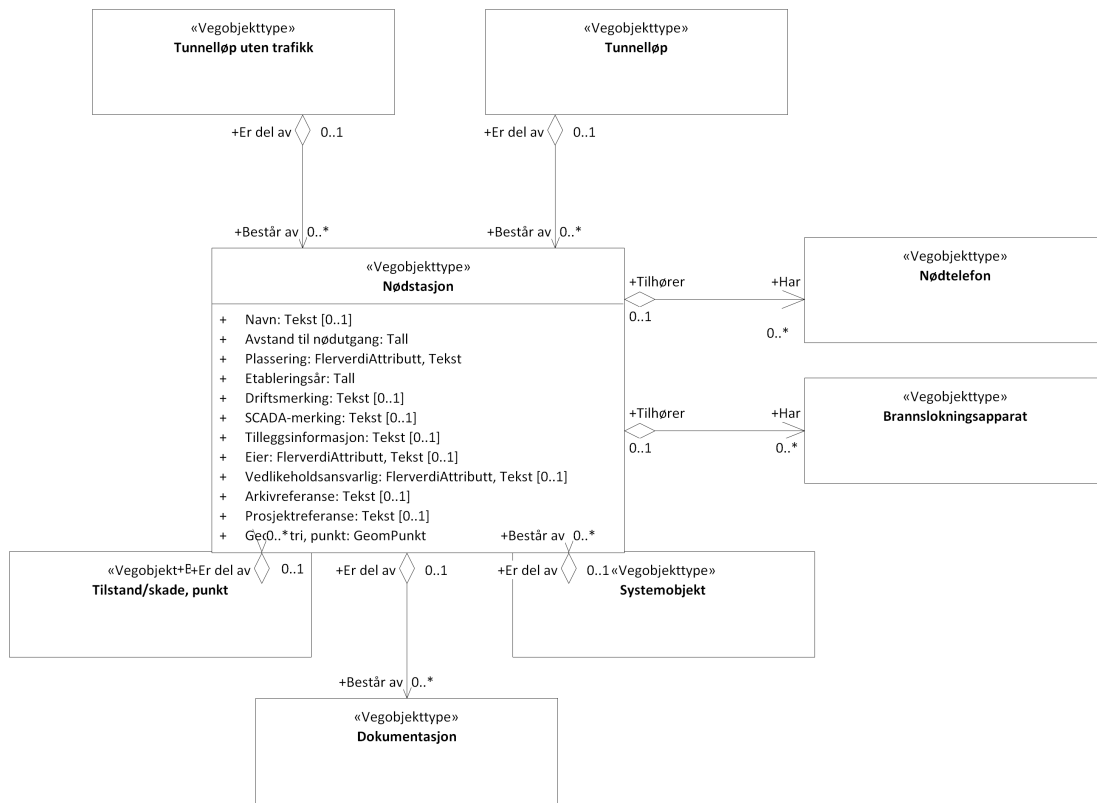 «Vegobjekttype»
Tunnelløp uten trafikk
«Vegobjekttype»
Tunnelløp
+Er del av 0..1
+Er del av 0..1
+Består av 0..*
+Består av 0..*
«Vegobjekttype»
Nødstasjon
+ Navn: Tekst [0..1]
+ Avstand til nødutgang: Tall
+ Plassering: FlerverdiAttributt, Tekst
+ Etableringsår: Tall
+ Driftsmerking: Tekst [0..1]
+ SCADA-merking: Tekst [0..1]
+ Tilleggsinformasjon: Tekst [0..1]
+ Eier: FlerverdiAttributt, Tekst [0..1]
+ Vedlikeholdsansvarlig: FlerverdiAttributt, Tekst [0..1]
+ Arkivreferanse: Tekst [0..1]
+ Prosjektreferanse: Tekst [0..1]
+ Geo0..*tri, punkt: GeomPunkt
+Tilhører +Har
0..1
0..*
«Vegobjekttype»
Nødtelefon
+Tilhører +Har
0..1 0..*
«Vegobjekttype»
Brannslokningsapparat
+Består av 0..*
«Vegobjekt +Er del av 0..1
Tilstand/skade, punkt
+Er del av 0..1
+Er del av 0..1 «Vegobjekttype»
Systemobjekt
+Består av 0..*
«Vegobjekttype»
Dokumentasjon